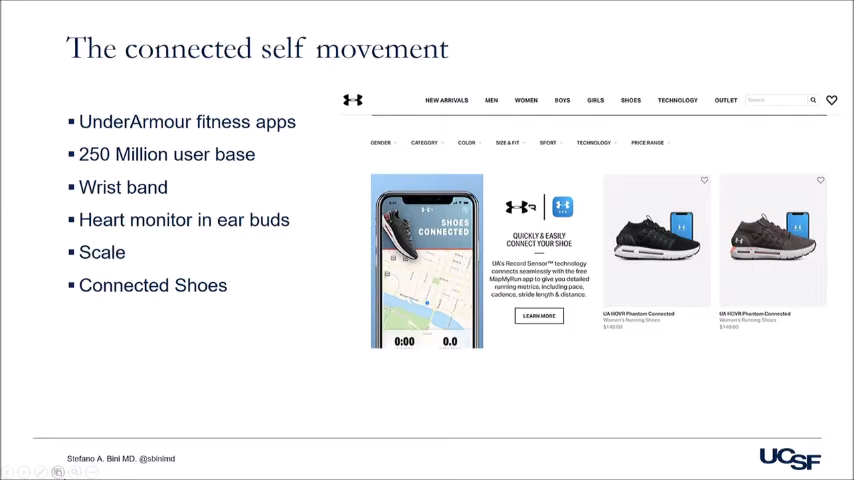 The connected self movement
UnderArmour fitness apps
250 Million user base
Wrist band
Heart monitor in ear buds
Scale
Connected Shoes
NEW ARRIVALS MEN WOMEN BOYS GIRLS SHOES TECHNOLOGY OUTLET Search
GENDER CATEGORY COLOR SIZE & FIT SPORT TECHNOLOGY PRICE RANGE
SHOES
CONNECTED
0:00 0.0
QUICKLY & EASILY
CONNECT YOUR SHOE
UA's Record Sensor™ technology
connects seamlessly with the free
MapMyRun app to give you detailed
running metrics, including pace,
cadence, stride length & distance.
LEARN MORE
UA HOVR Phantom Connected
Women's Running Shoes
$140.00
UA HOVR Phantom Connected
Women's Running Shoes
$140.00
Stefano A. Bini MD. @sbinimd
UCSF